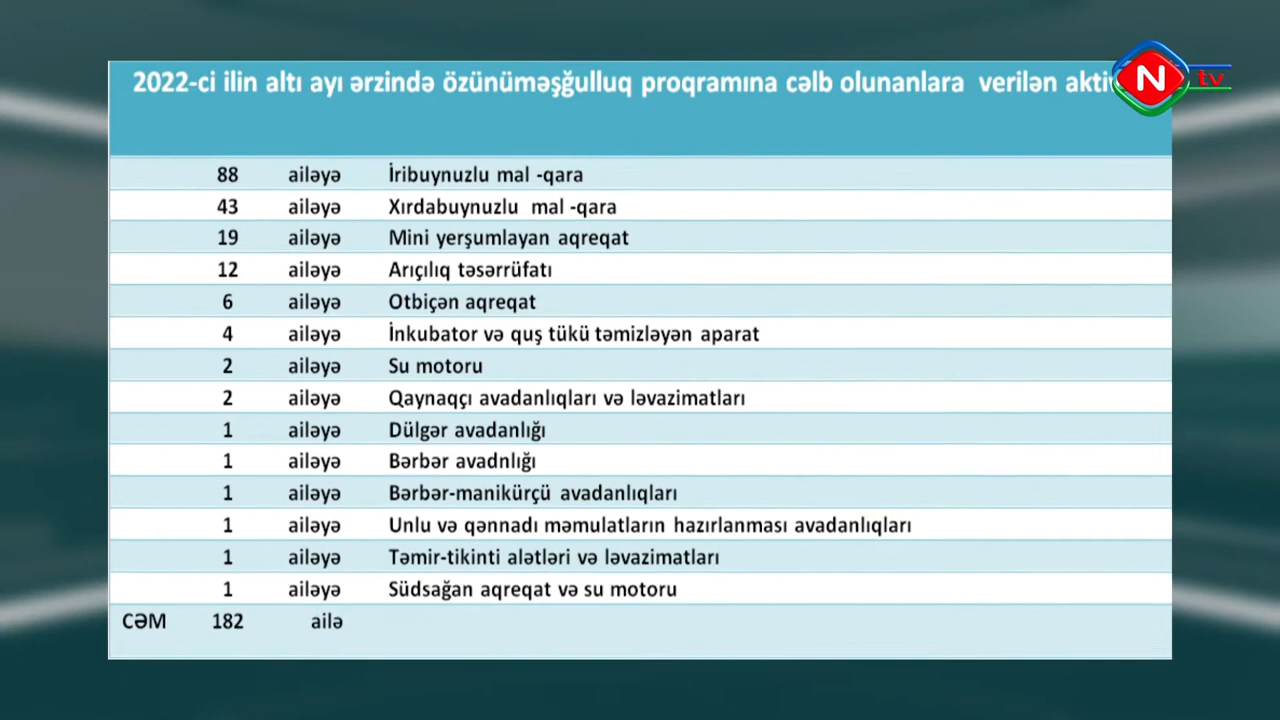 2022-ci ilin altı ayı ərzində özünüməşğulluq proqramına cəlb olunanlara verilən
N tv
88 ailəyə İribuynuzlu mal -qara
43 ailəyə Xırdabuynuzlu mal -qara
19 ailəyə Mini yerşumlayan aqreqat
12 ailəyə Arıçılıq təsərrüfatı
6 ailəyə Otbiçən aqreqat
4 ailəyə İnkubator və quş tükü təmizləyən aparat
2 ailəyə Su motoru
2 ailəyə Qaynaqçı avadanlıqları və ləvazimatları
1 ailəyə Dülgər avadanlığı
1 ailəyə Bərbər avadnlığı
1 ailəyə Bərbər-manikürçü avadanlıqları
1 ailəyə Unlu və qənnadı məmulatların hazırlanması avadanlıqları
1 ailəyə Təmir-tikinti alətləri və ləvazimatları
1 ailəyə Südsağan aqreqat və su motoru
CƏM 182 ailə